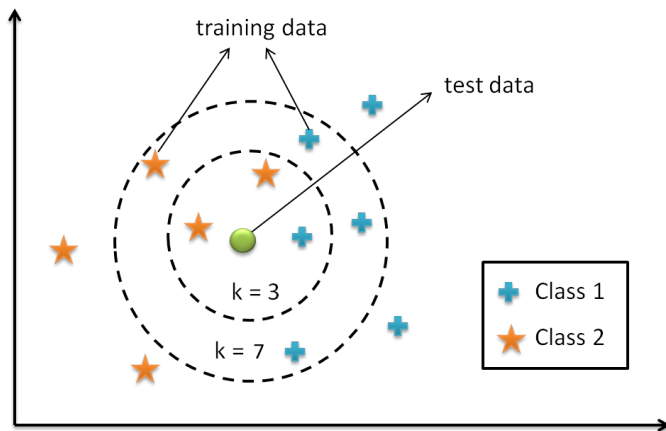 training data
test data
k = 3
k = 7
Class 1
Class 2